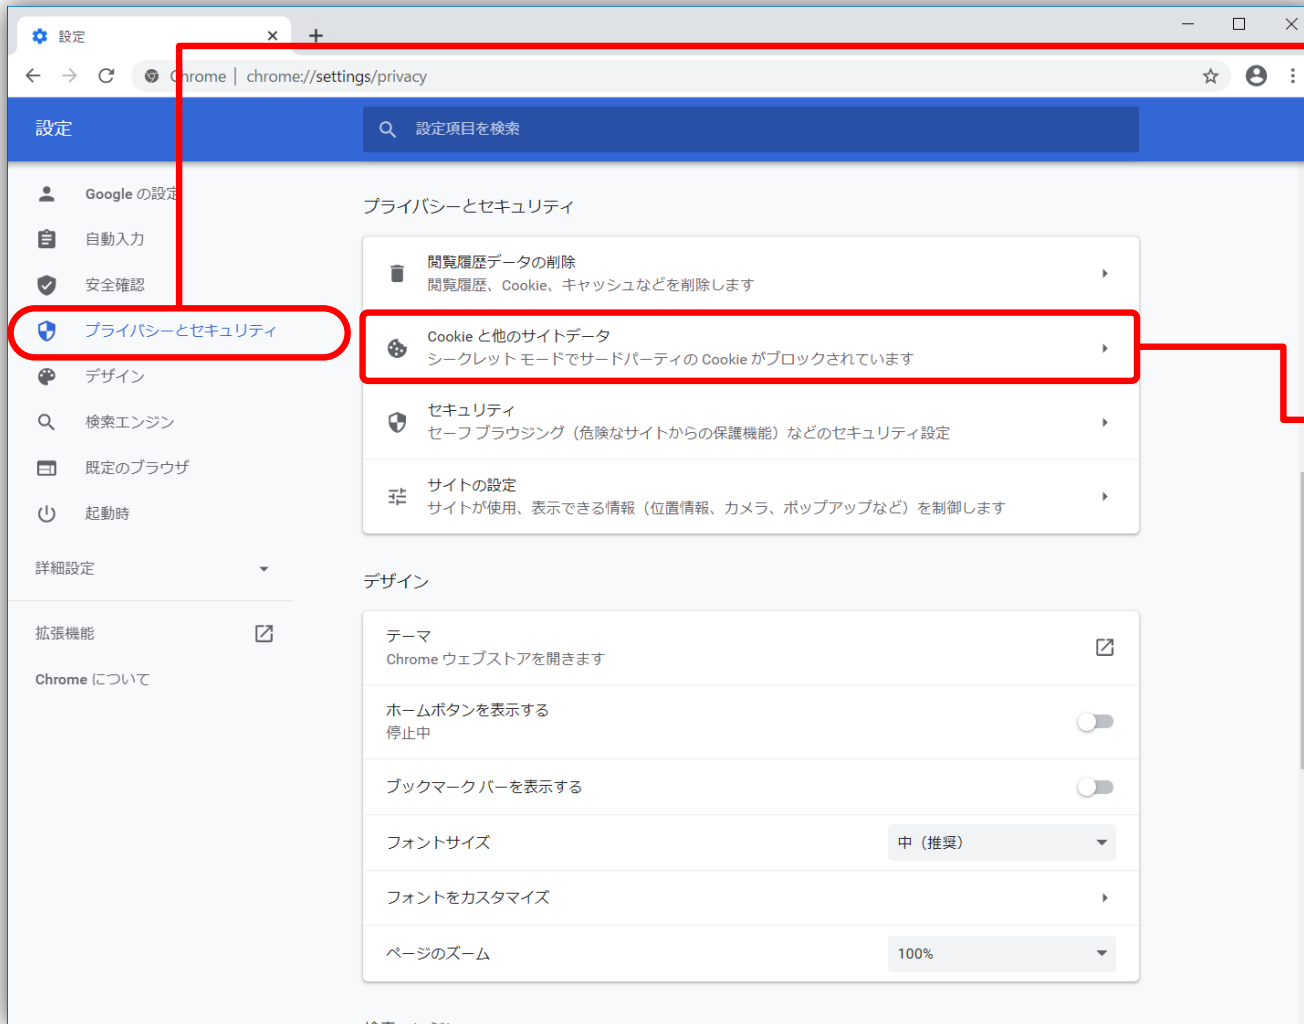 設定
Chrome | chrome://settings/privacy
設定
設定項目を検索
Google の設定
自動入力
安全確認
プライバシーとセキュリティ
デザイン
検索エンジン
既定のブラウザ
起動時
詳細設定
拡張機能
Chrome について
プライバシーとセキュリティ
閲覧履歴データの削除
閲覧履歴、Cookie、キャッシュなどを削除します
Cookie と他のサイトデータ
シークレット モードでサードパーティの Cookie がブロックされています
セキュリティ
セーフ ブラウジング（危険なサイトからの保護機能）などのセキュリティ設定
サイトの設定
サイトが使用、表示できる情報（位置情報、カメラ、ポップアップなど）を制御します
デザイン
テーマ
Chrome ウェブストアを開きます
ホームボタンを表示する
停止中
ブックマーク バーを表示する
フォントサイズ
中（推奨）
フォントをカスタマイズ
ページのズーム
100%